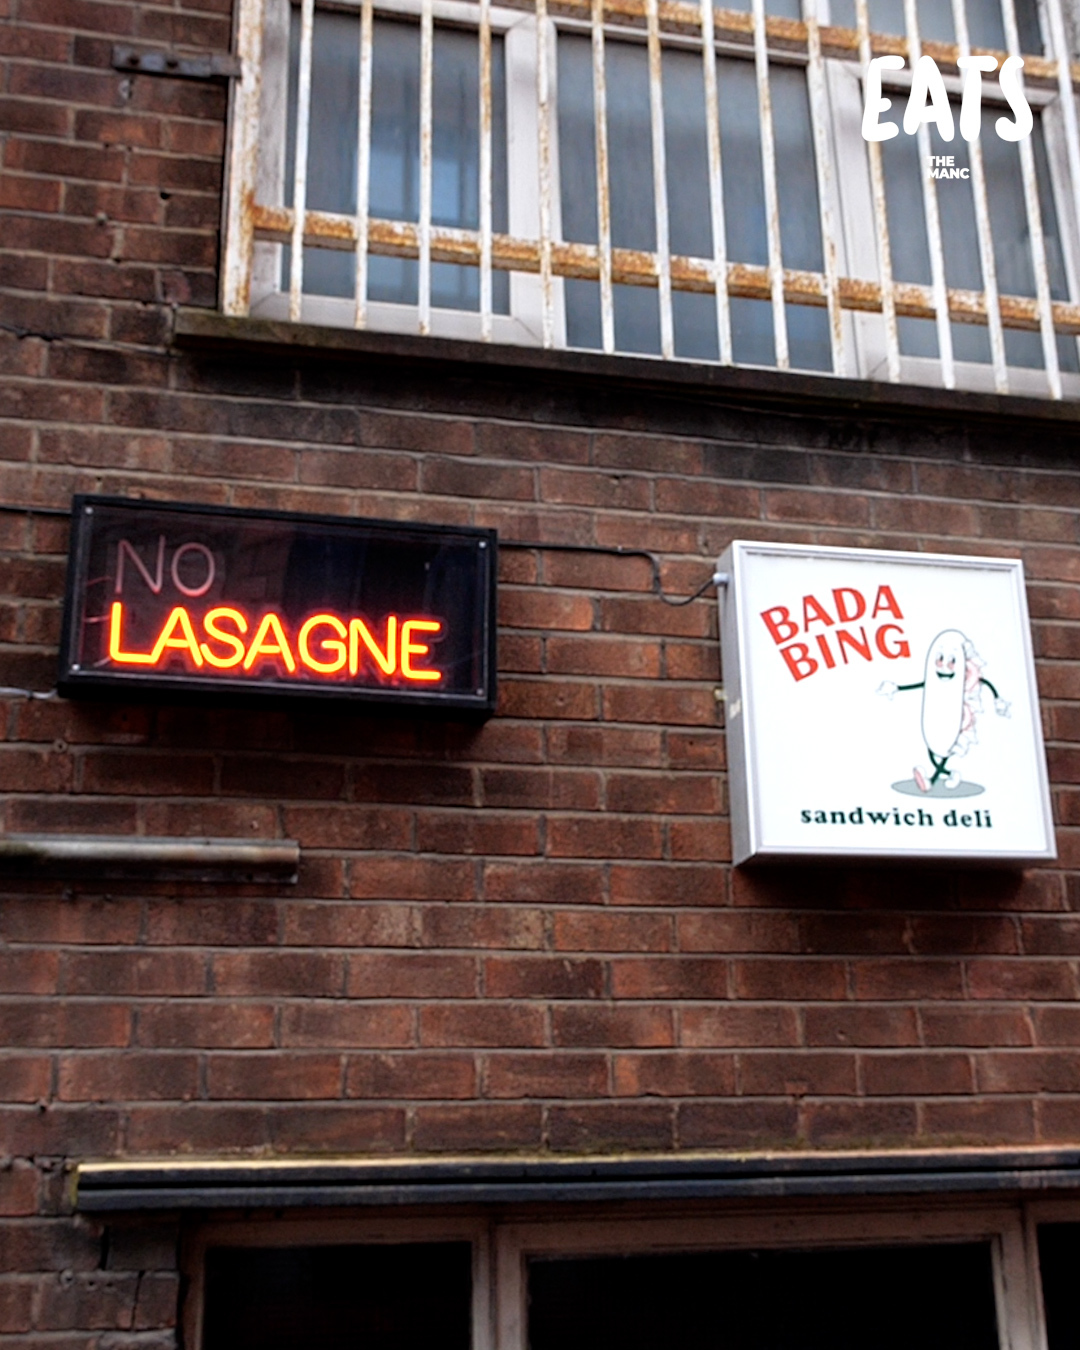 EATS
THE
MANC
NO
LASAGNE
BADA
BING
sandwich deli